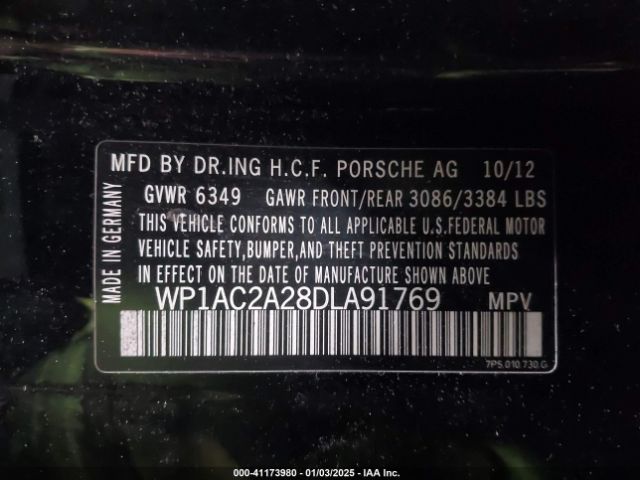 MADE IN GERMANY
MFD BY DR.ING H.C.F. PORSCHE AG 10/12
GVWR 6349 GAWR FRONT/REAR 3086/3384 LBS
THIS VEHICLE CONFORMS TO ALL APPLICABLE U.S.FEDERAL MOTOR
VEHICLE SAFETY,BUMPER,AND THEFT PREVENTION STANDARDS
IN EFFECT ON THE DATE OF MANUFACTURE SHOWN ABOVE
WP1AC2A28DLA91769 MPV
7P5.010.730.G
000-41173980 - 01/03/2025 - IAA Inc.